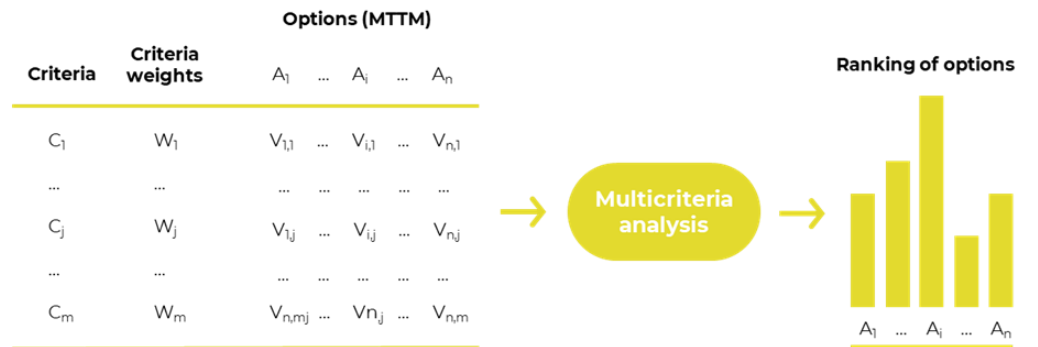 Options (MTTM)
Criteria Criteria weights A1 ... Ai ... An
C1 W1 V1,1 ... Vi,1 ... Vn,1
... ... ... ... ... ... ...
Cj Wj V1,j ... Vi,j ... Vn,j
... ... ... ... ... ... ...
Cm Wm Vn,mj ... Vn,j ... Vn,m
Multicriteria
analysis
Ranking of options
A1 ... Ai ... An